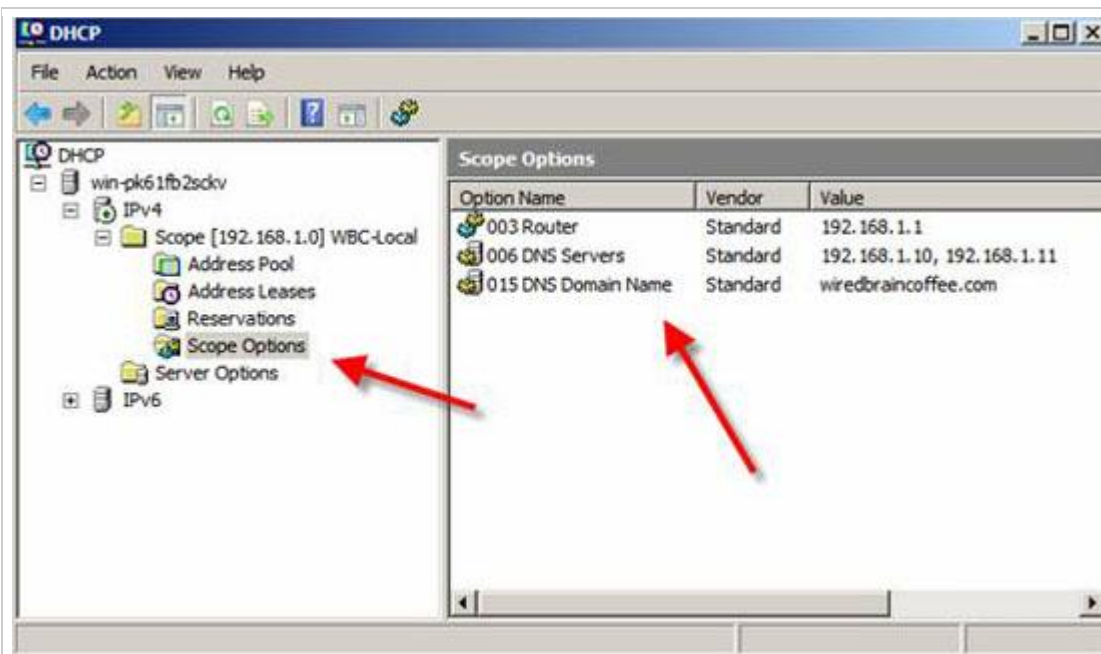 DHCP
File Action View Help
DHCP
win-pk61fb2sckv
IPv4
Scope [192.168.1.0] WBC-Local
Address Pool
Address Leases
Reservations
Scope Options
Server Options
IPv6
Scope Options
Option Name Vendor Value
003 Router Standard 192.168.1.1
006 DNS Servers Standard 192.168.1.10, 192.168.1.11
015 DNS Domain Name Standard wiredbraincoffee.com